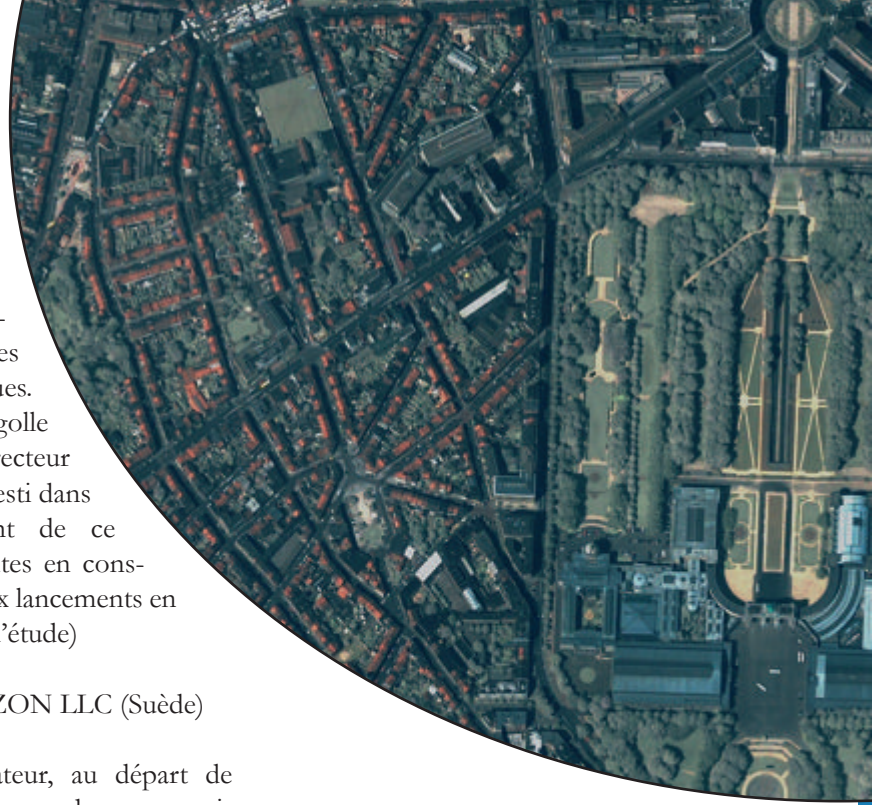 -
es
ues.
golle
recteur
esti dans
nt de ce
tes en cons-
x lancements en
l'étude)
ZON LLC (Suède)
ateur, au départ de